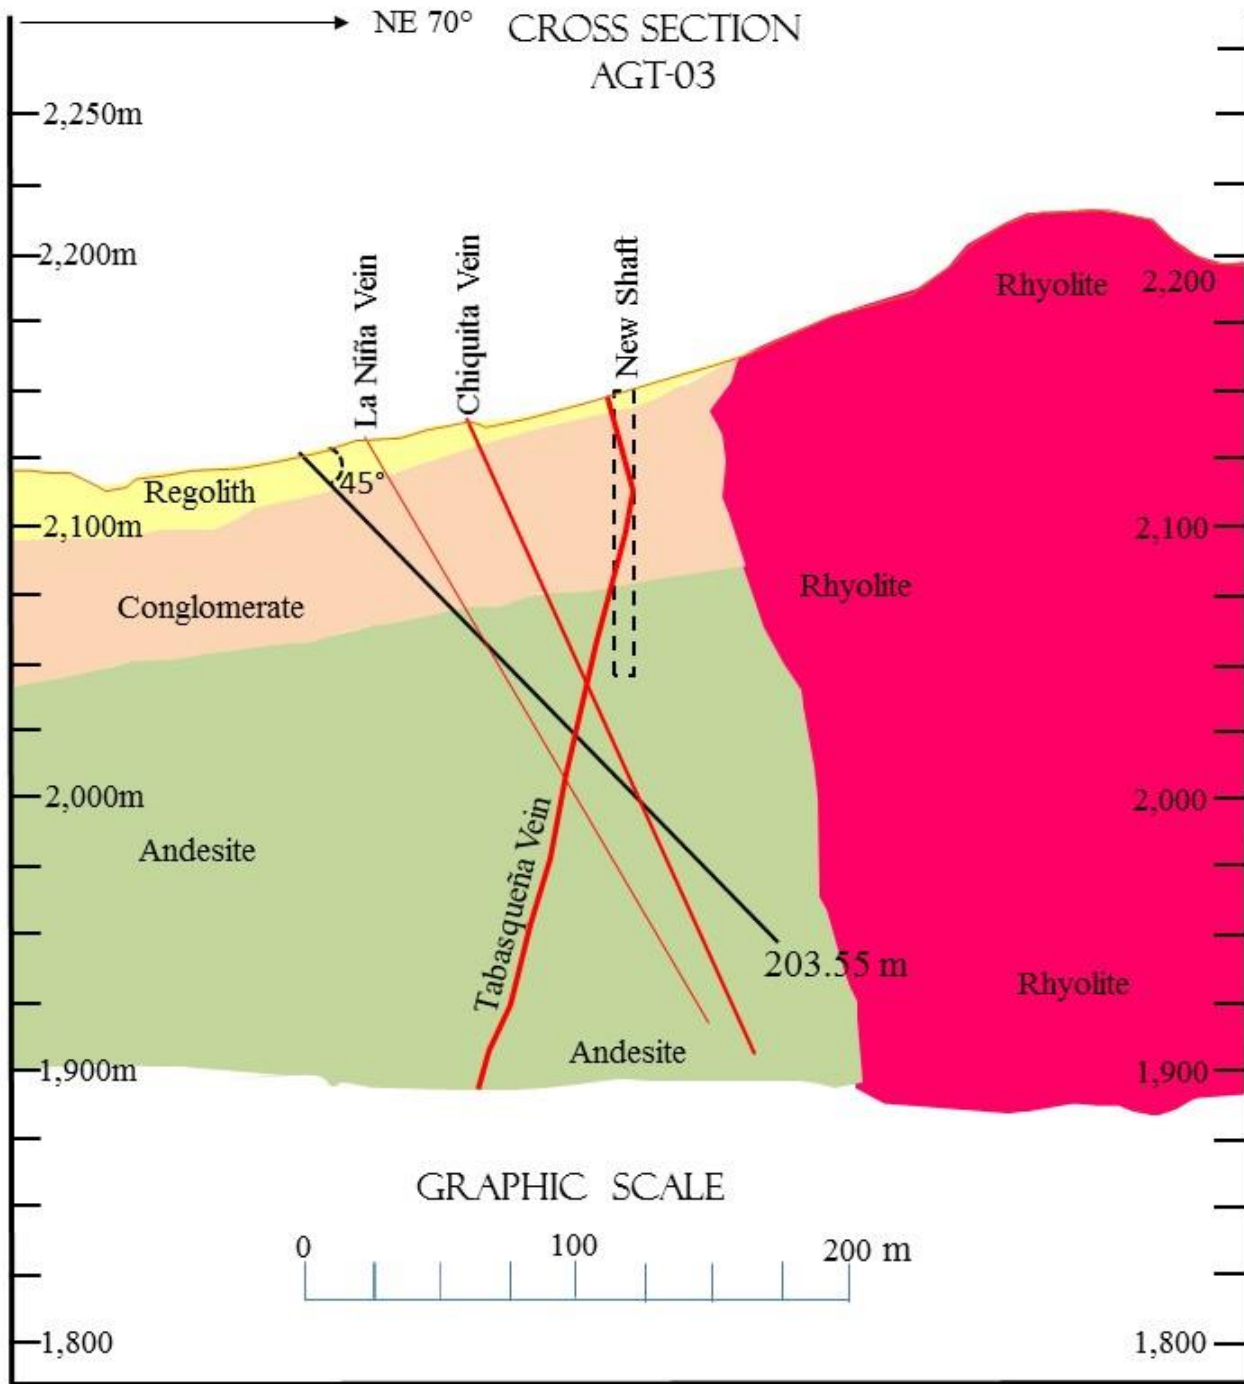 NE 70°
CROSS SECTION
AGT-03
2,250m
2,200m
La Niña Vein
Chiquita Vein
New Shaft
Rhyolite
2,200
45°
Regolith
2,100m
2,100
Conglomerate
Rhyolite
2,000m
2,000
Andesite
Tabasqueña Vein
203.55 m
Rhyolite
Andesite
1,900m
1,900
GRAPHIC SCALE
0
100
200 m
1,800
1,800